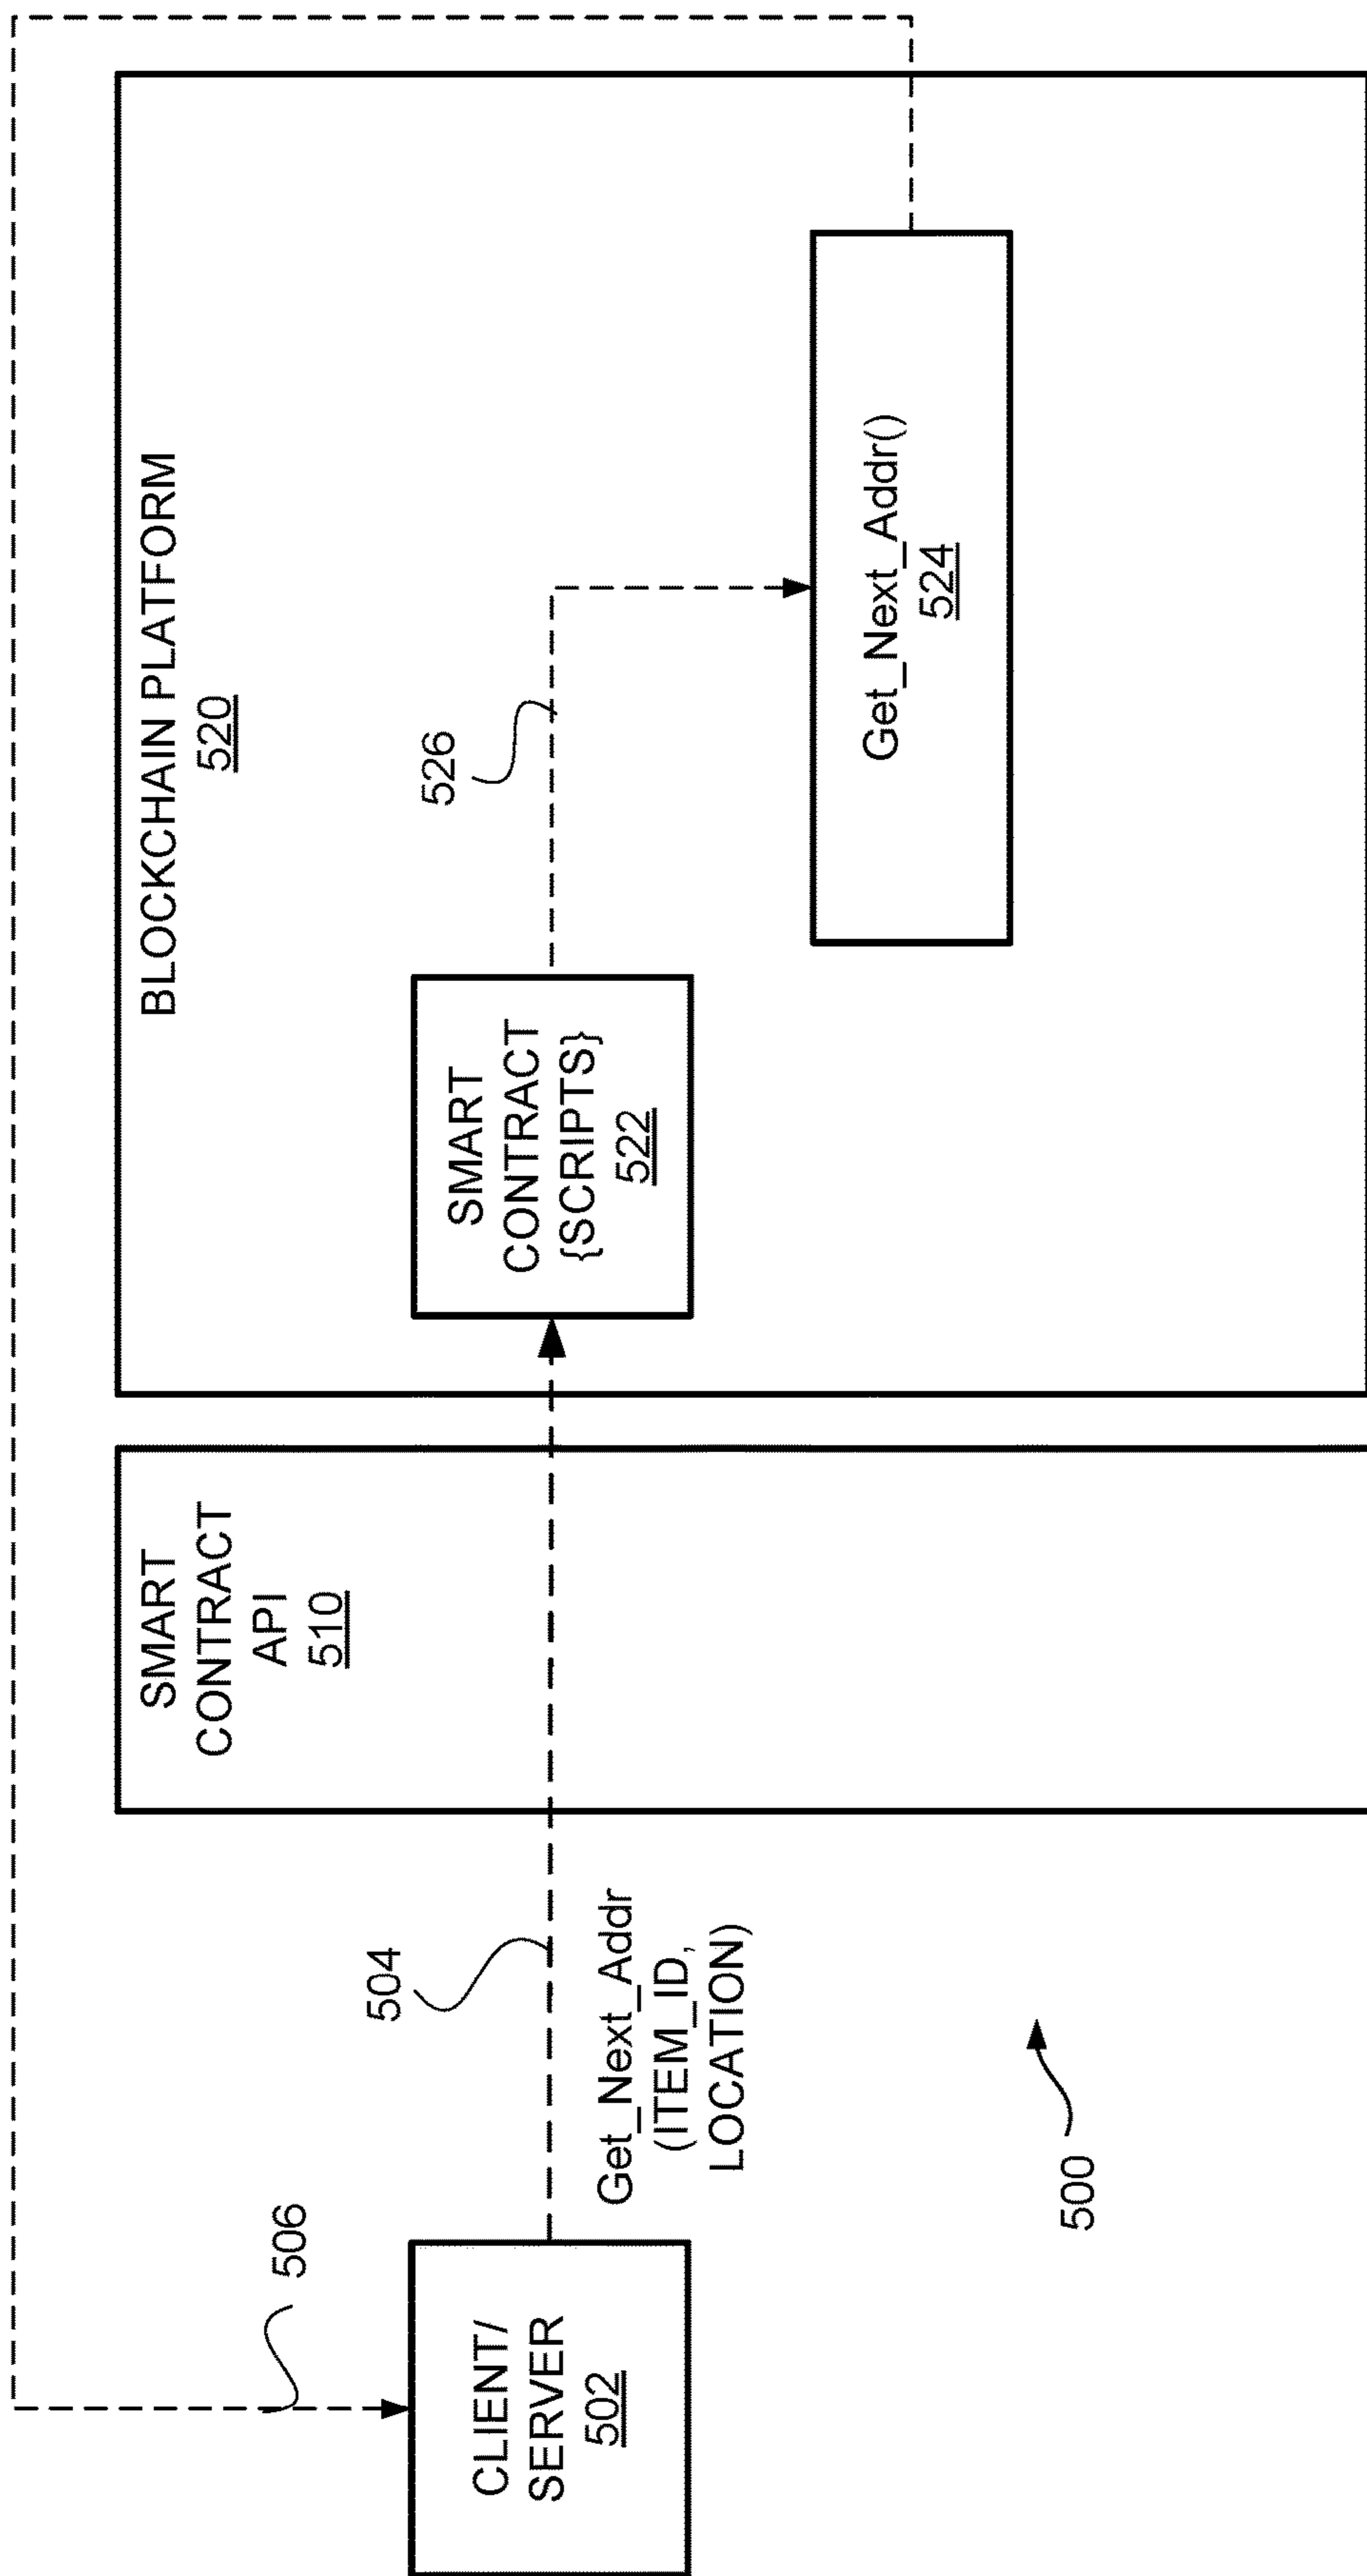 506
CLIENT/
SERVER
502
504
Get_Next_Addr
(ITEM_ID,
LOCATION)
500
SMART
CONTRACT
API
510
BLOCKCHAIN PLATFORM
520
SMART
CONTRACT
{SCRIPTS}
522
526
Get_Next_Addr()
524